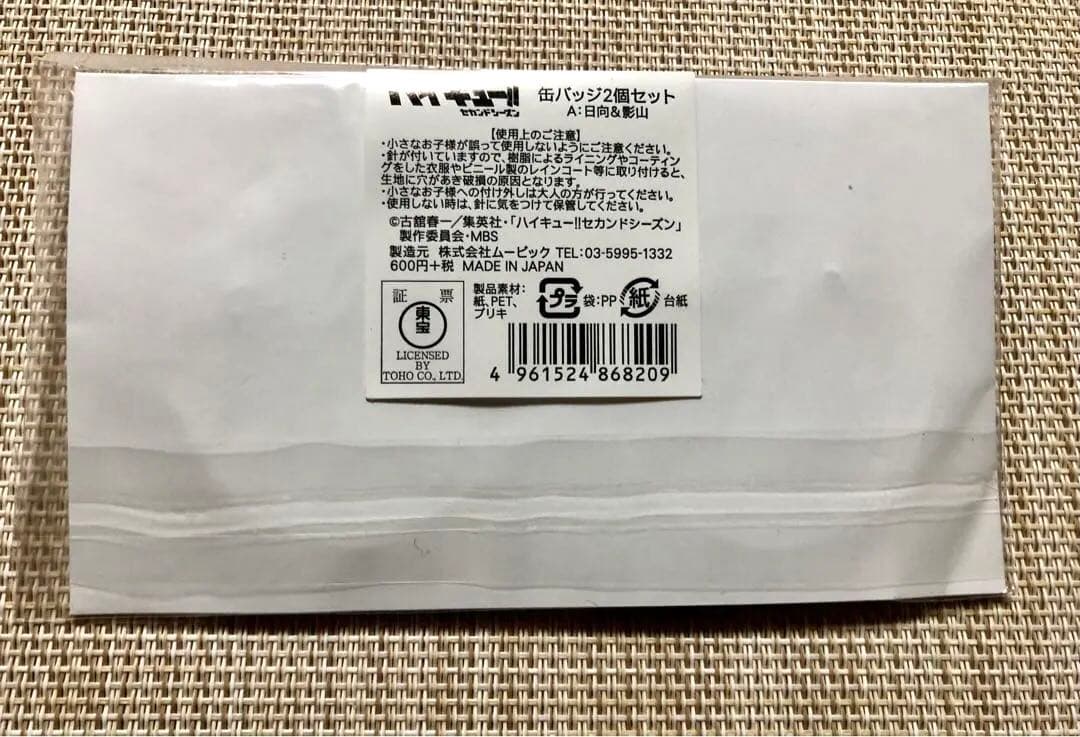 ハイキュー!!
セカンドシーズン
缶バッジ2個セット
A:日向&影山
【使用上のご注意】
・小さなお子様が誤って使用しないようにご注意ください。
・針が付いていますので、樹脂によるライニングやコーティン
グをした衣服やビニール製のレインコート等に取り付けると、
生地に穴があき破損の原因となります。
・小さなお子様への付け外しは大人の方が行ってください。
・使用しない時は、針に気をつけて保管してください。
©古舘春一／集英社・「ハイキュー!!セカンドシーズン」
製作委員会・MBS
製造元 株式会社ムービック TEL:03-5995-1332
600円+税 MADE IN JAPAN
証 票
東宝
LICENSED
BY
TOHO CO., LTD.
製品素材:
紙、PET、
ブリキ
プラ 袋:PP 紙 台紙
4 961524 868209